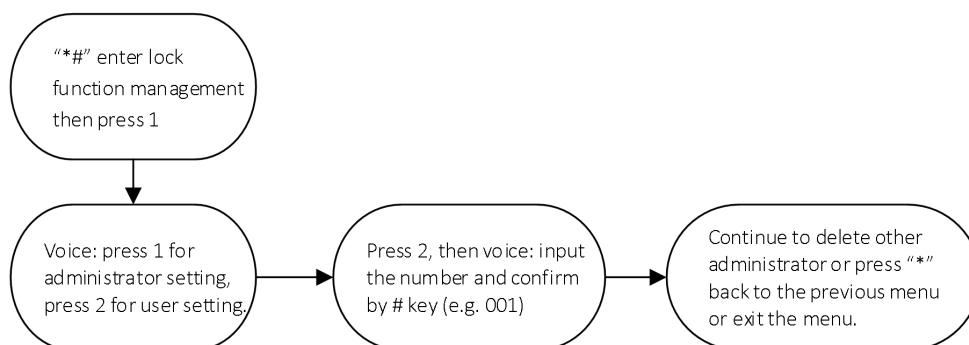 “*#” enter lock
function management
then press 1
Voice: press 1 for
administrator setting,
press 2 for user setting.
Press 2, then voice: input
the number and confirm
by # key (e.g. 001)
Continue to delete other
administrator or press “*”
back to the previous menu
or exit the menu.